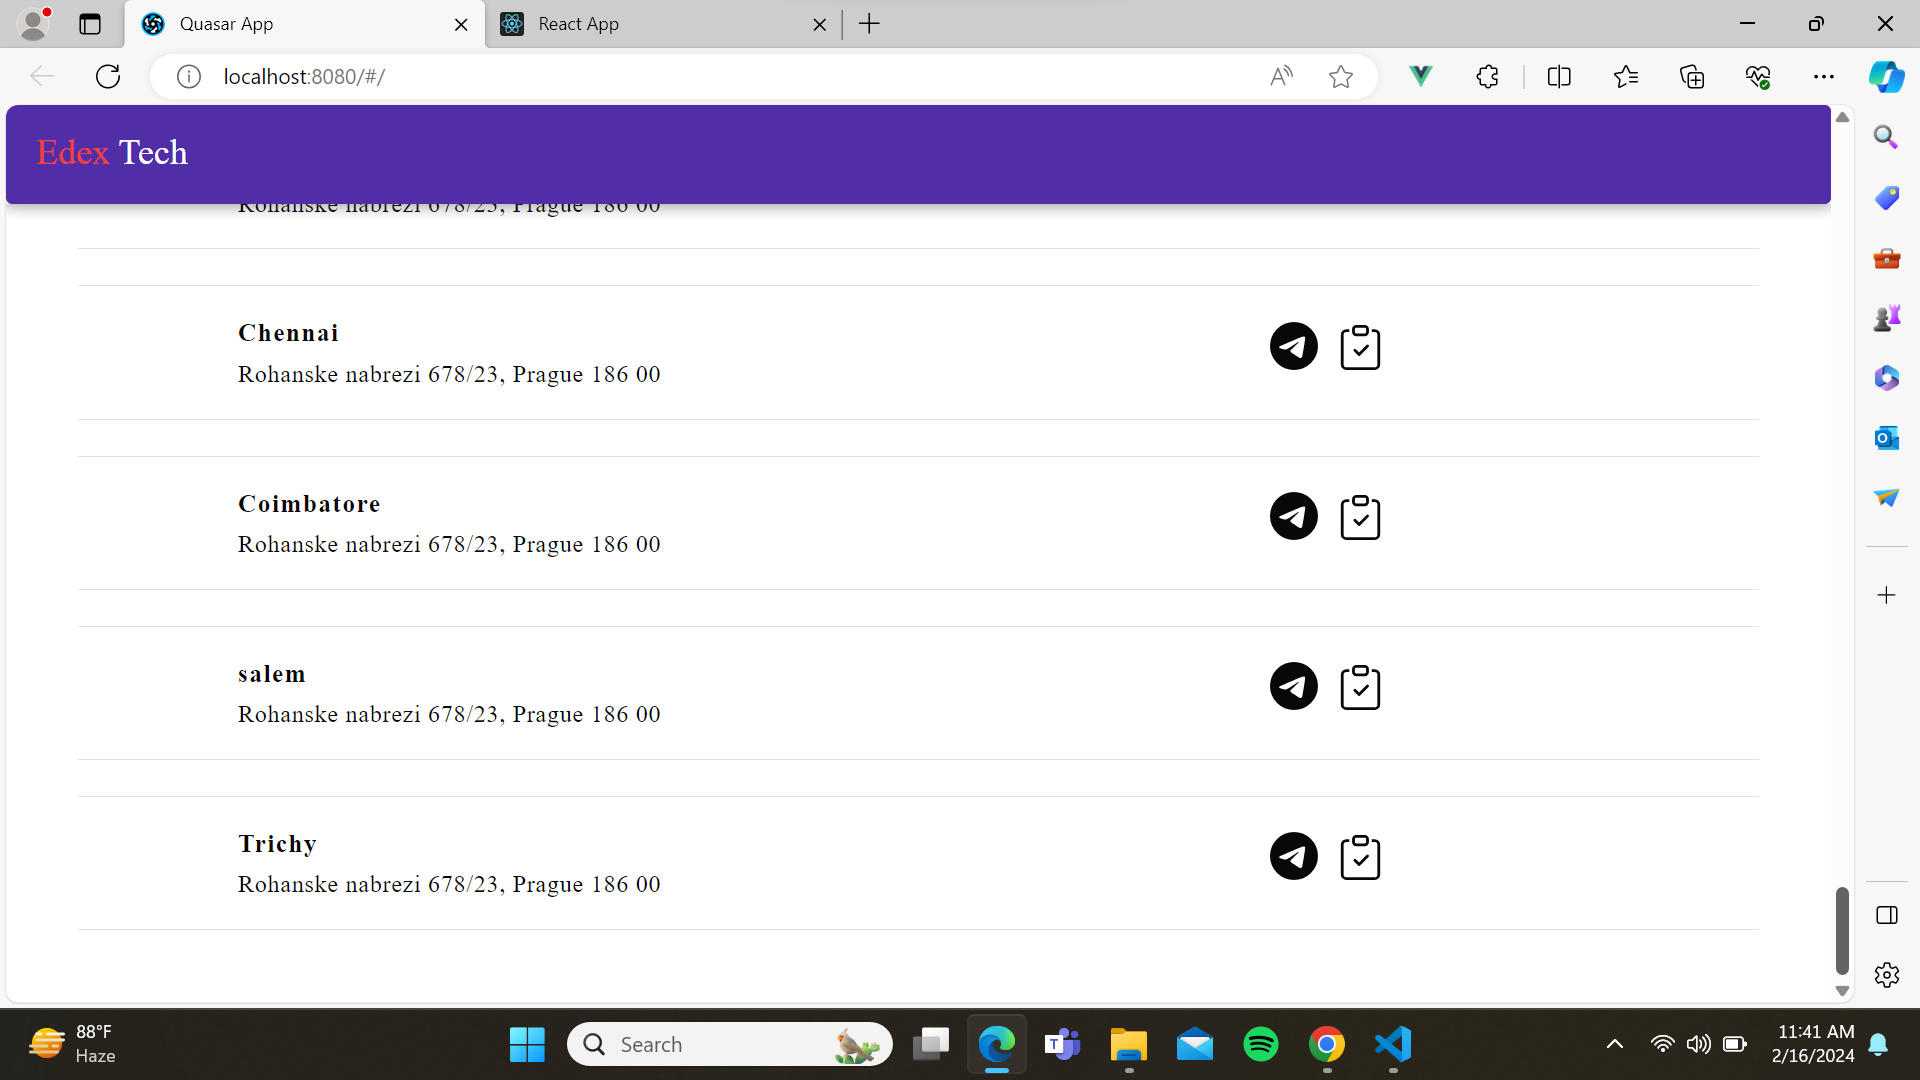 Quasar App
React App
localhost:8080/#/
Edex Tech
Rohanske nabrezi 678/23, Prague 186 00
Chennai
Rohanske nabrezi 678/23, Prague 186 00
Coimbatore
Rohanske nabrezi 678/23, Prague 186 00
salem
Rohanske nabrezi 678/23, Prague 186 00
Trichy
Rohanske nabrezi 678/23, Prague 186 00
88°F
Haze
Search
11:41 AM
2/16/2024